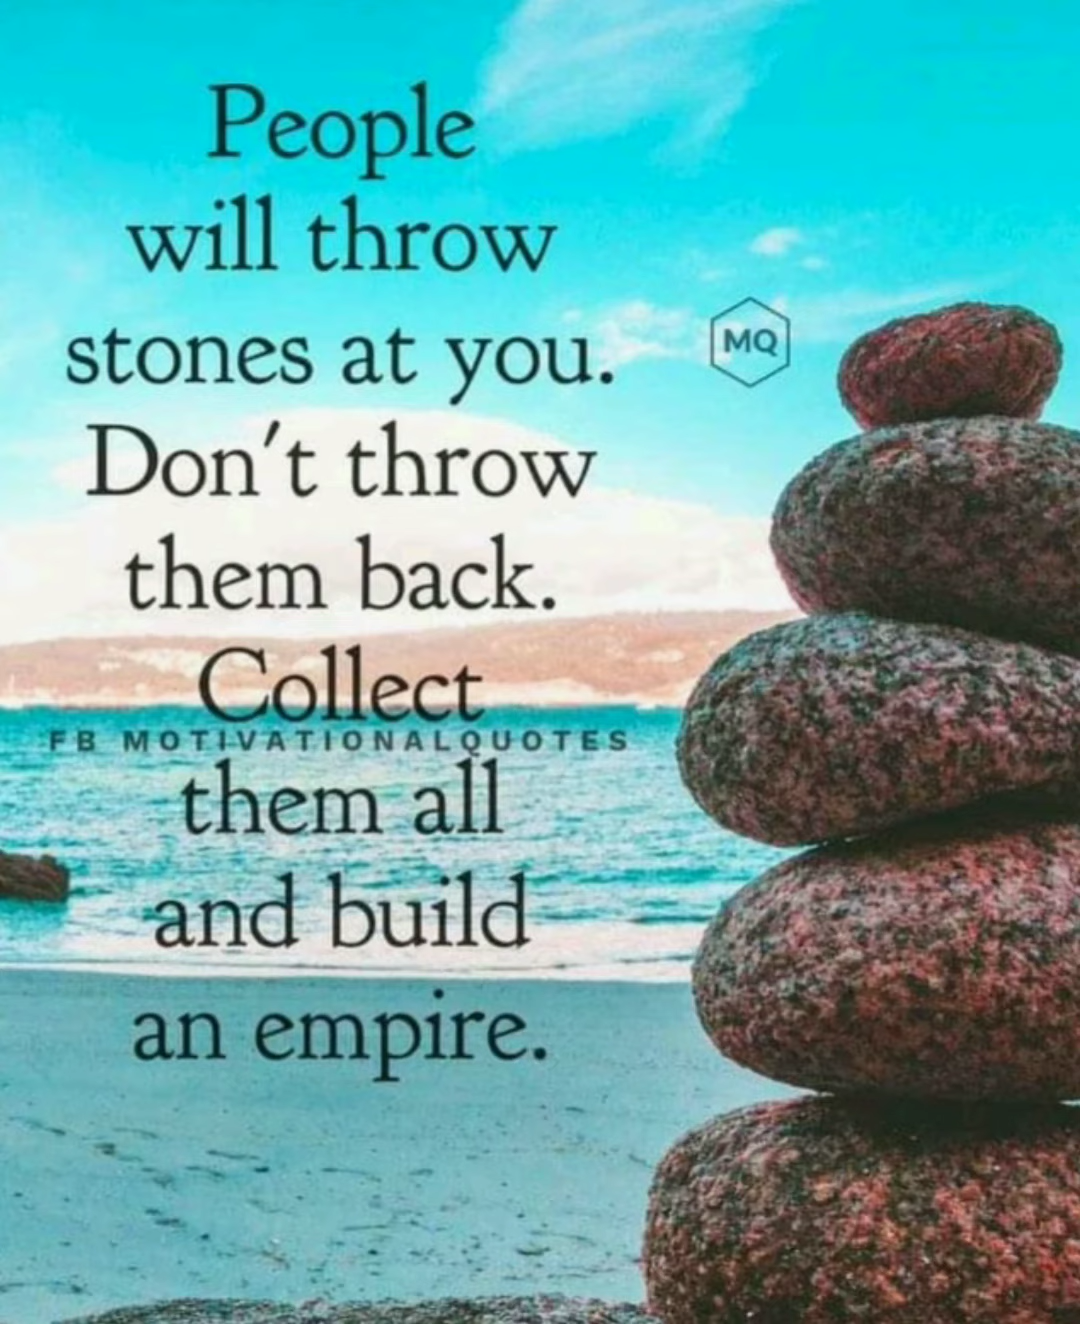 People
will throw
stones at you.
MQ
Don't throw
them back.
Collect
FB MOTIVATIONALQUOTES
them all
and build
an empire.